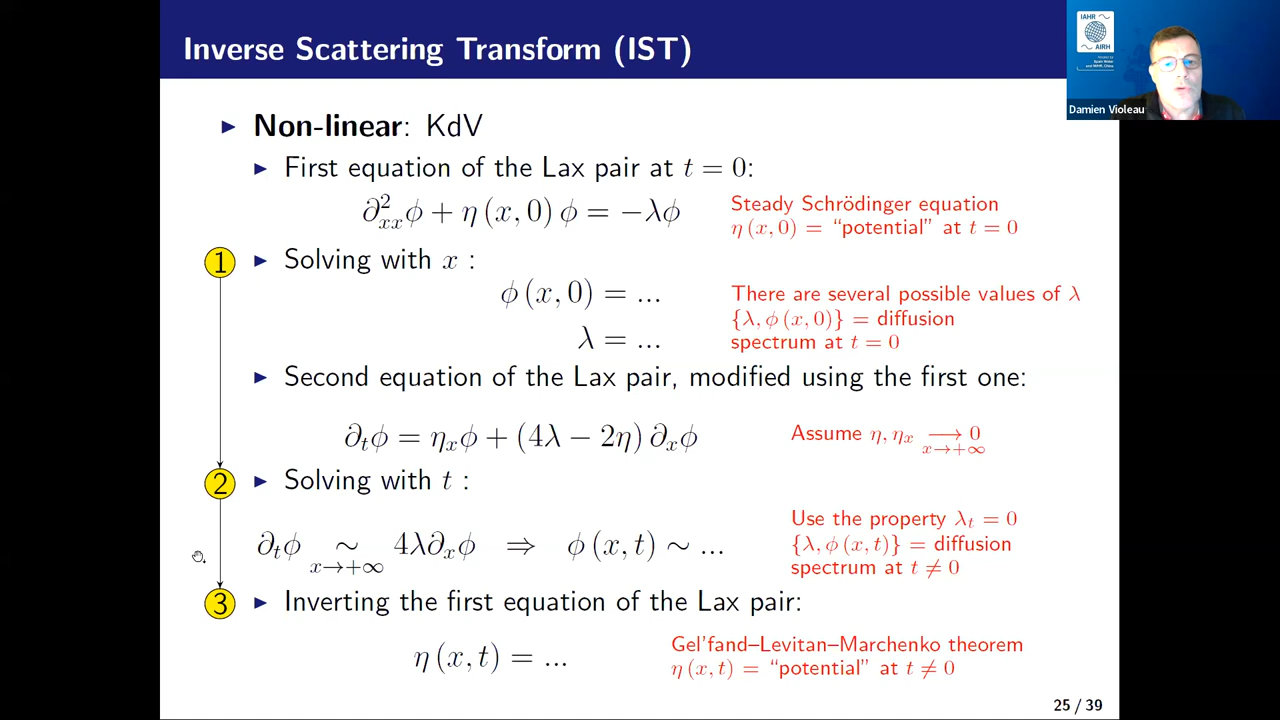 Inverse Scattering Transform (IST)
IAHR
AIRH
Damien Violeau
▶ Non-linear: KdV
▶ First equation of the Lax pair at t = 0:
∂²ₓₓϕ + η (x, 0) ϕ = −λϕ
Steady Schrödinger equation
η (x, 0) = “potential” at t = 0
1 ▶ Solving with x :
ϕ (x, 0) = ...
λ = ...
There are several possible values of λ
{λ, ϕ (x, 0)} = diffusion
spectrum at t = 0
▶ Second equation of the Lax pair, modified using the first one:
∂ₜϕ = ηₓϕ + (4λ − 2η) ∂ₓϕ
Assume η, ηₓ ⟶ 0
x→+∞
2 ▶ Solving with t :
∂ₜϕ ∼ 4λ∂ₓϕ ⇒ ϕ (x, t) ∼ ...
x→+∞
Use the property λₜ = 0
{λ, ϕ (x, t)} = diffusion
spectrum at t ≠ 0
3 ▶ Inverting the first equation of the Lax pair:
η (x, t) = ...
Gel’fand–Levitan–Marchenko theorem
η (x, t) = “potential” at t ≠ 0
25 / 39